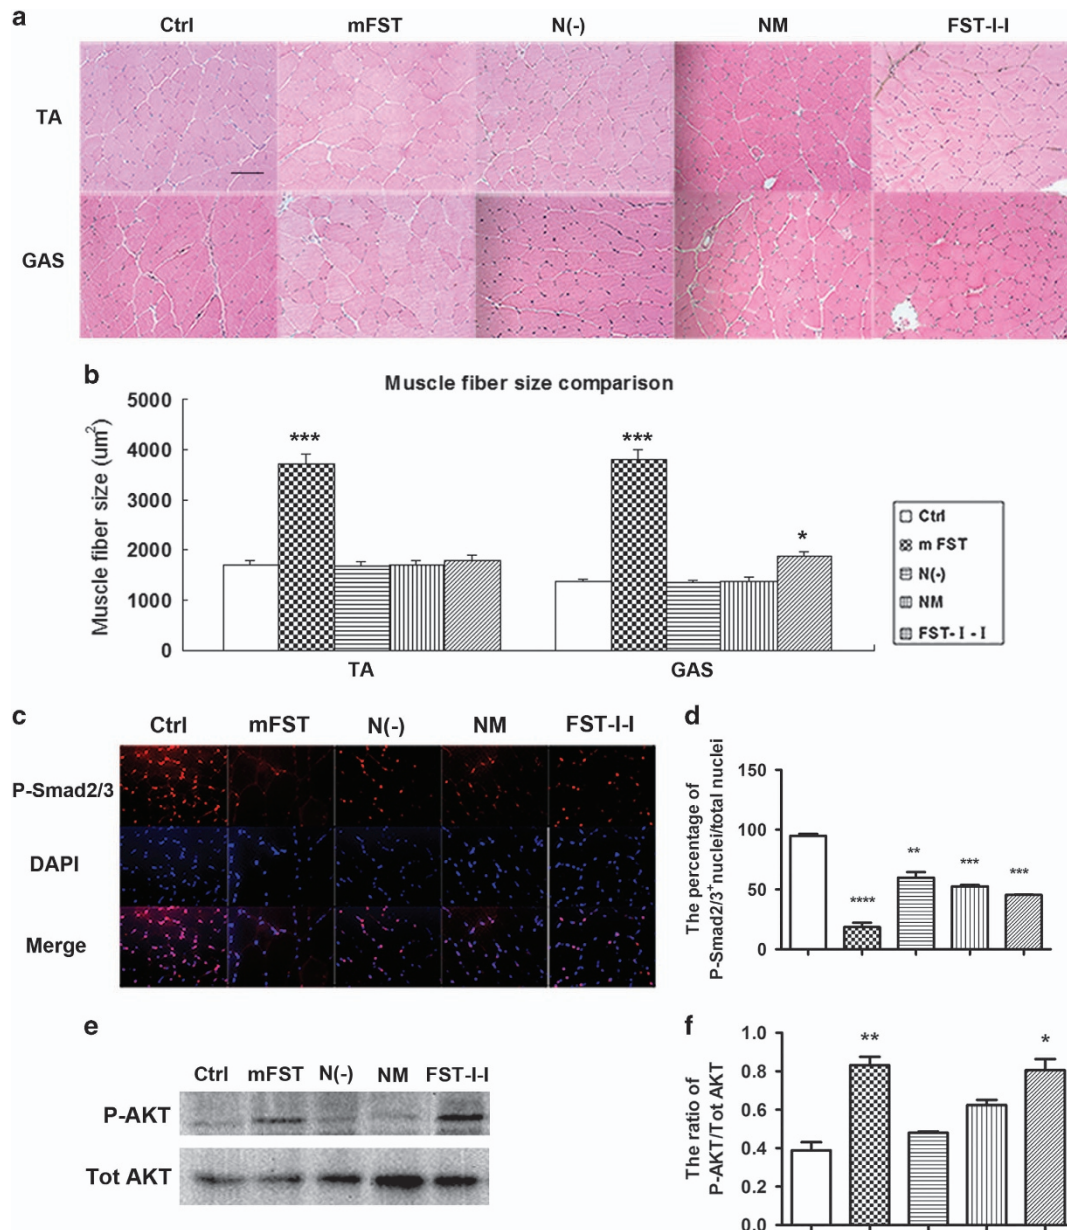 a
Ctrl mFST N(-) NM FST-I-I
TA
GAS
b
Muscle fiber size comparison
Muscle fiber size (um²)
5000
4000
3000
2000
1000
0
***
***
*
TA GAS
Ctrl
m FST
N(-)
NM
FST- I - I
c
Ctrl mFST N(-) NM FST-I-I
P-Smad2/3
DAPI
Merge
d
The percentage of
P-Smad2/3⁺ nuclei/total nuclei
150
100
50
0
****
**
***
***
e
Ctrl mFST N(-) NM FST-I-I
P-AKT
Tot AKT
f
The ratio of
P-AKT/Tot AKT
1.0
0.8
0.6
0.4
0.2
0.0
**
*